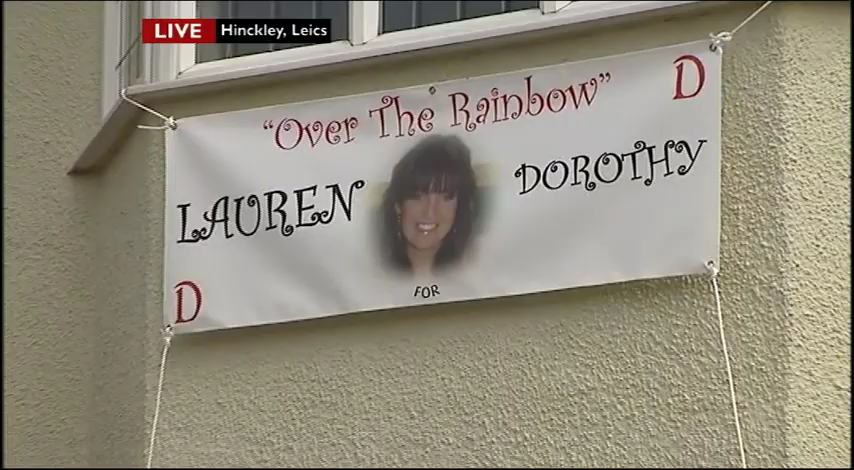 LIVE Hinckley, Leics
“Over The Rainbow” D
LAUREN DOROTHY
D
FOR